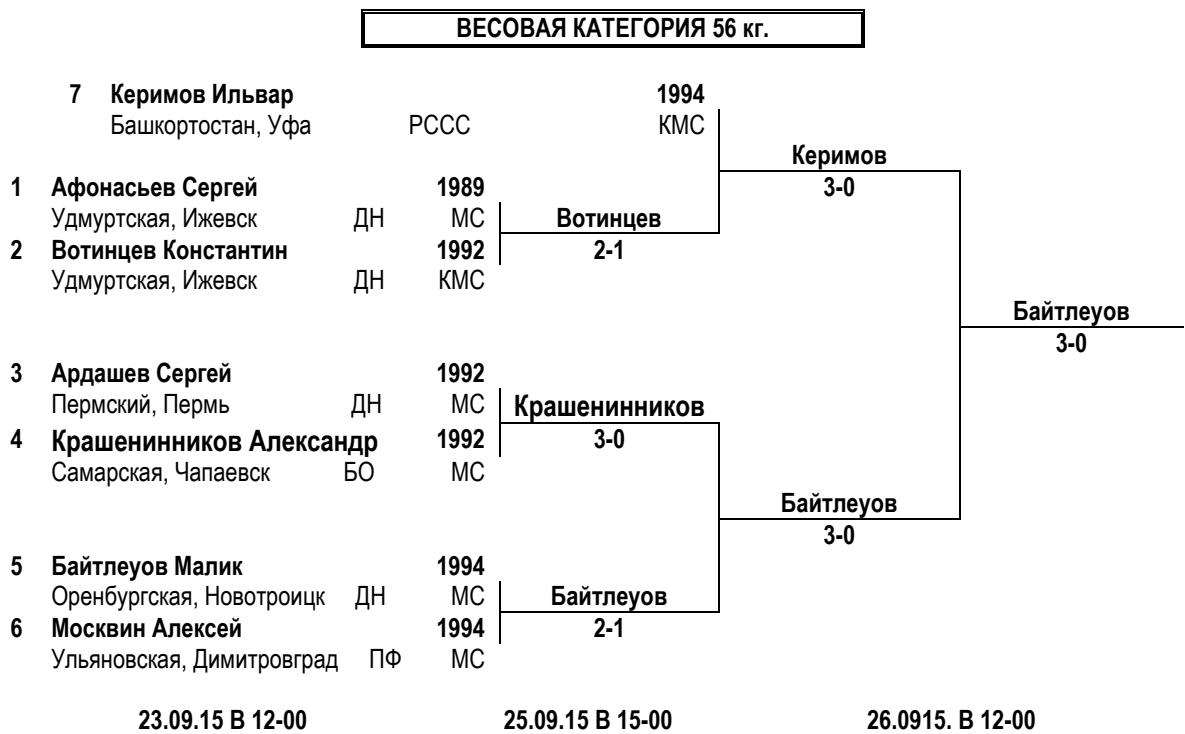 ВЕСОВАЯ КАТЕГОРИЯ 56 кг.
7 Керимов Ильвар 1994
Башкортостан, Уфа РССС КМС
Керимов
3-0
1 Афонасьев Сергей 1989
Удмуртская, Ижевск ДН МС
Вотинцев
2 Вотинцев Константин 1992
2-1
Удмуртская, Ижевск ДН КМС
Байтлеуов
3-0
3 Ардашев Сергей 1992
Пермский, Пермь ДН МС
Крашенинников
4 Крашенинников Александр 1992
3-0
Самарская, Чапаевск БО МС
Байтлеуов
3-0
5 Байтлеуов Малик 1994
Оренбургская, Новотроицк ДН МС
Байтлеуов
6 Москвин Алексей 1994
2-1
Ульяновская, Димитровград ПФ МС
23.09.15 В 12-00 25.09.15 В 15-00 26.0915. В 12-00